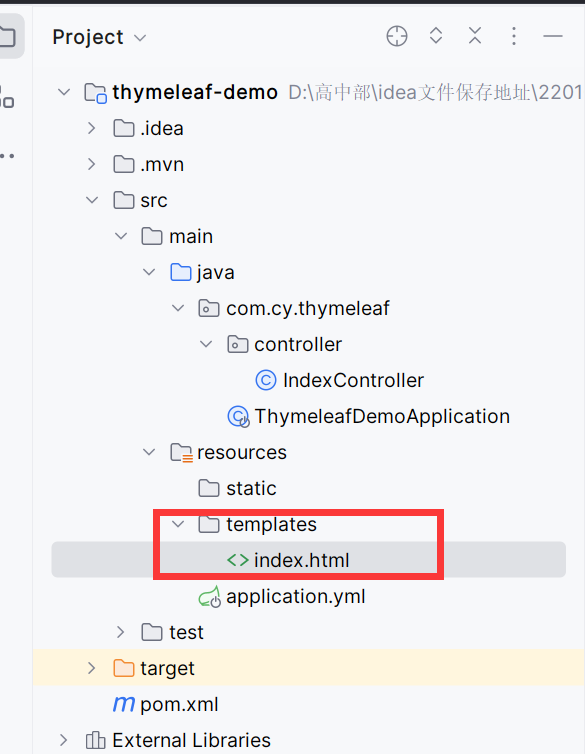 Project
thymeleaf-demo D:\高中部\idea文件保存地址\2201
.idea
.mvn
src
main
java
com.cy.thymeleaf
controller
IndexController
ThymeleafDemoApplication
resources
static
templates
index.html
application.yml
test
target
pom.xml
External Libraries